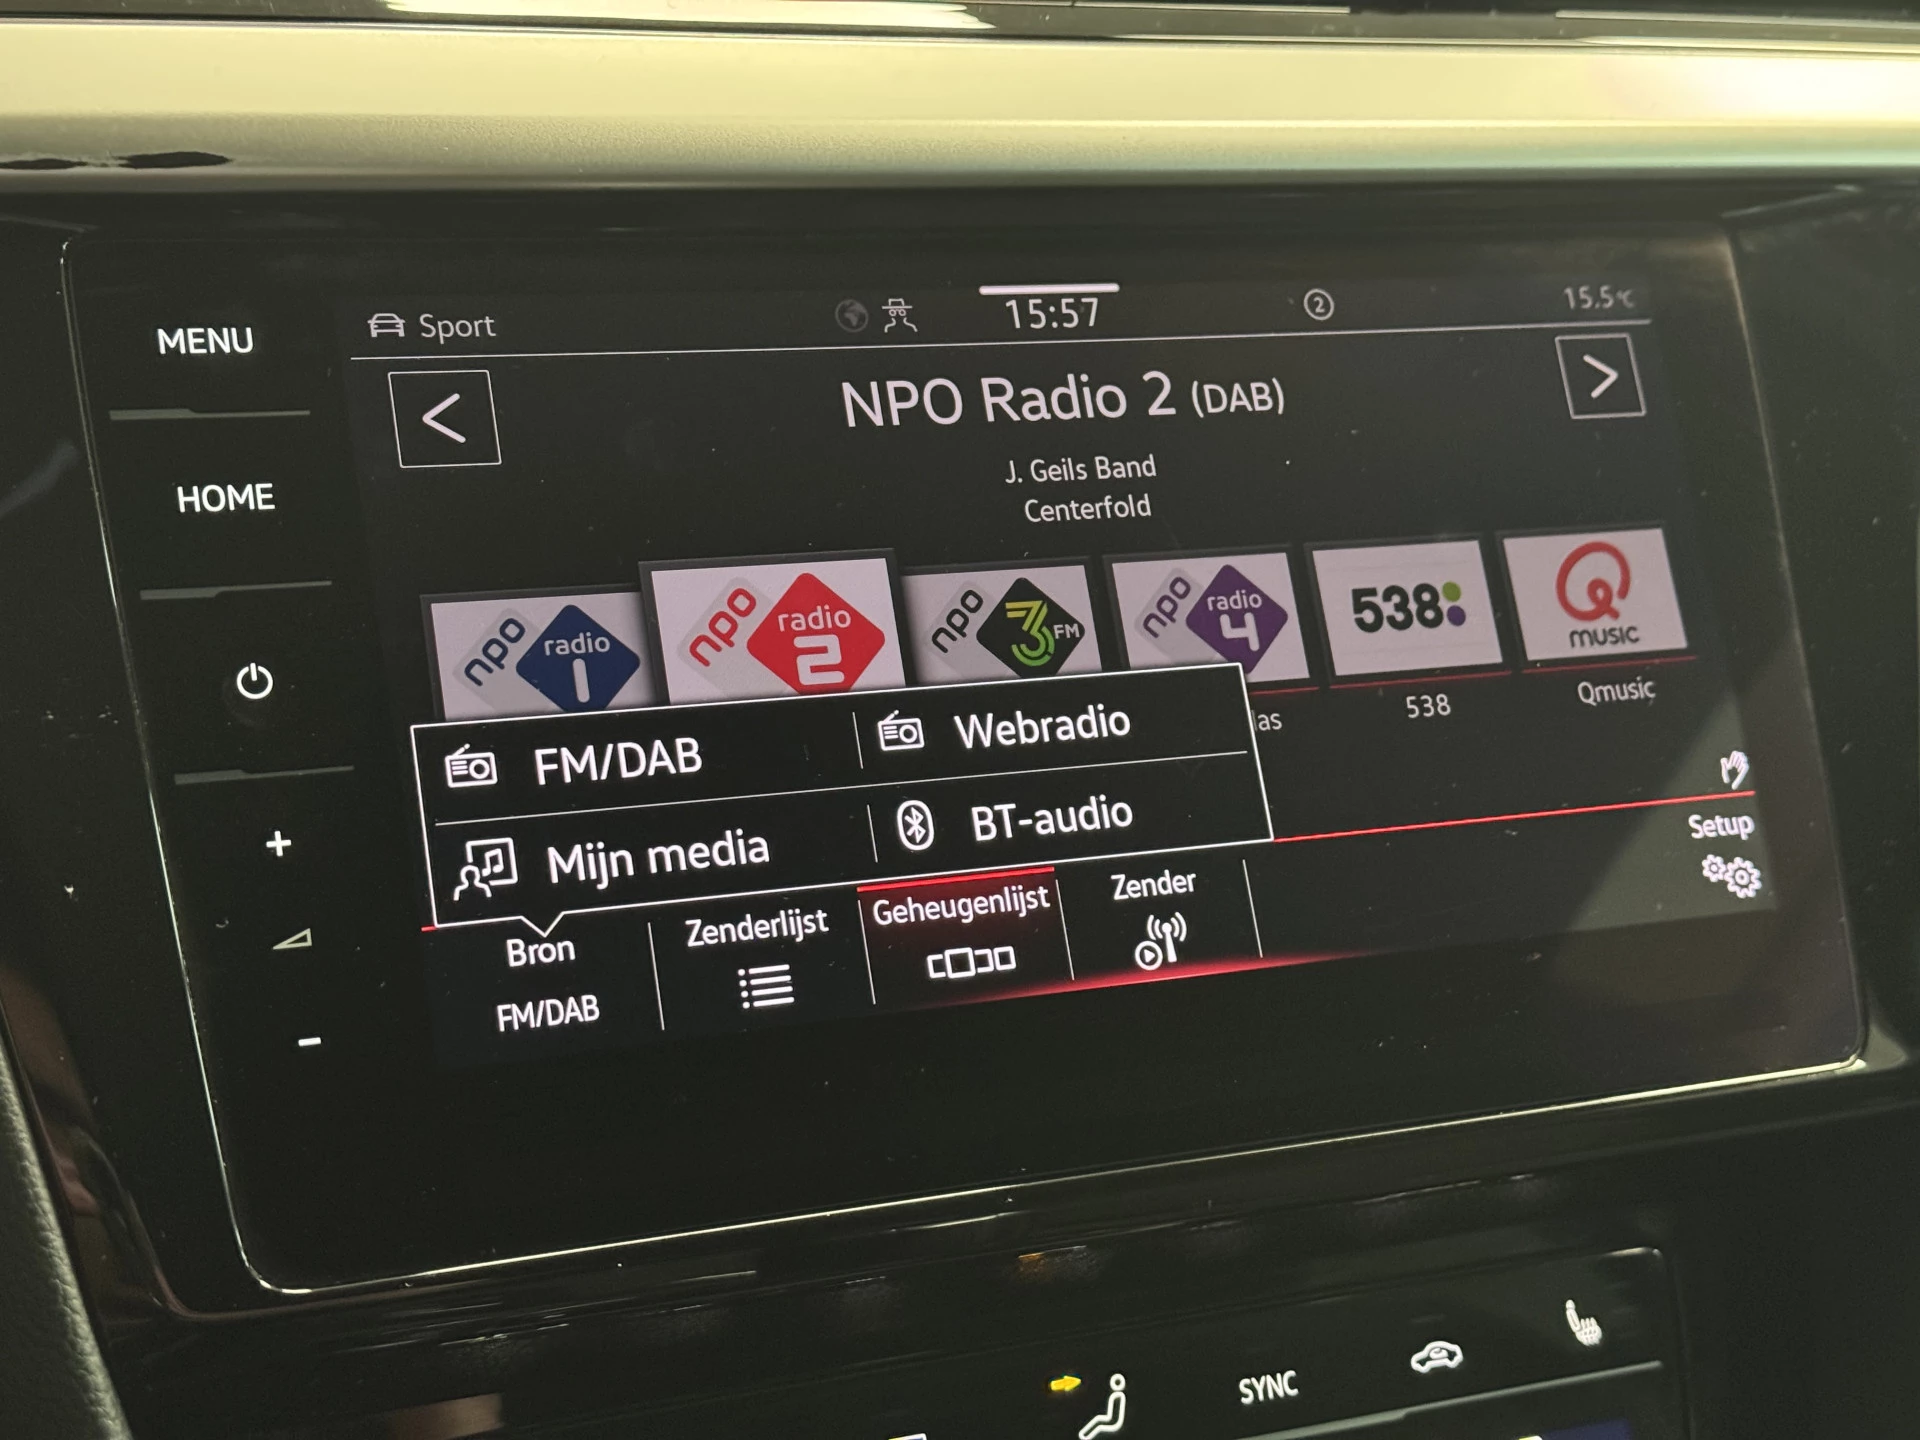 MENU
HOME
Sport
15:57
2
15.5°C
NPO Radio 2 (DAB)
J. Geils Band
Centerfold
npo radio 1
npo radio 2
npo 3FM
npo radio 4
538
Q music
las
538
Qmusic
FM/DAB
Webradio
Mijn media
BT-audio
Setup
Bron
FM/DAB
Zenderlijst
Geheugenlijst
Zender
+
-
SYNC